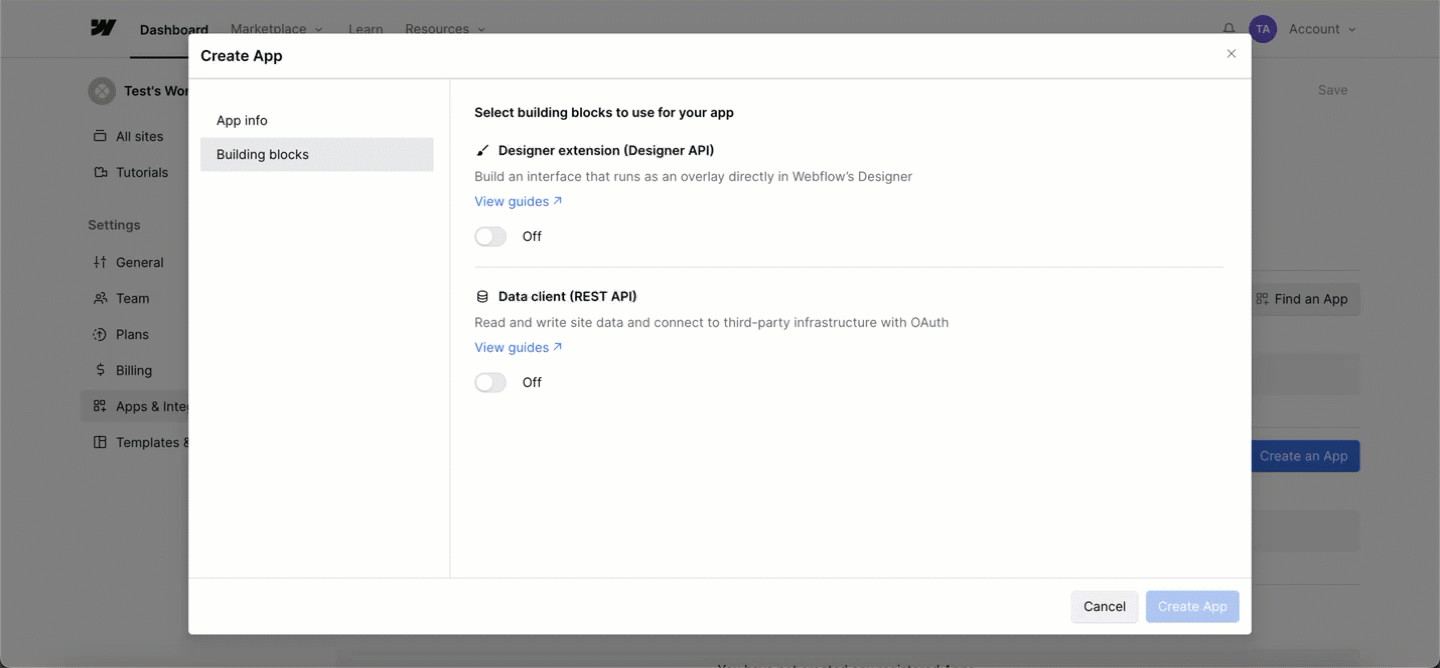 Dashboard Marketplace Learn Resources TA Account
Create App
Test's Wor
Save
All sites
Tutorials
Settings
General
Team
Plans
Billing
Apps & Inte
Templates &
App info
Building blocks
Select building blocks to use for your app
Designer extension (Designer API)
Build an interface that runs as an overlay directly in Webflow's Designer
View guides
Off
Data client (REST API)
Read and write site data and connect to third-party infrastructure with OAuth
View guides
Off
Find an App
Create an App
Cancel Create App
You have not created any registered Apps